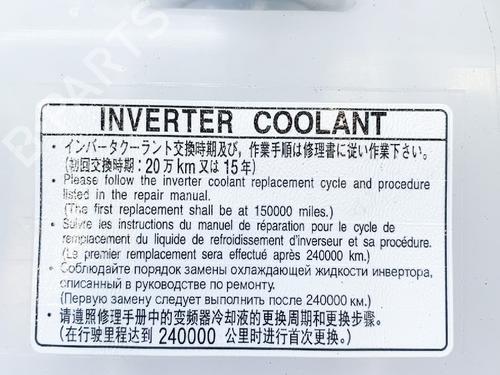 INVERTER COOLANT
• インバータクーラント交換時期及び, 作業手順は修理書に従い作業下さい。
(初回交換時期：20万km又は15年)
• Please follow the inverter coolant replacement cycle and procedure
listed in the repair manual.
(The first replacement shall be at 150000 miles.)
• Suivre les instructions du manuel de réparation pour le cycle de
remplacement du liquide de refroidissement d'inverseur et sa procédure.
(Le premier remplacement sera effectué après 240000 km.)
• Соблюдайте порядок замены охлаждающей жидкости инвертора,
описанный в руководстве по ремонту.
(Первую замену следует выполнить после 240000 км.)
• 请遵照修理手册中的变频器冷却液的更换周期和更换步骤。
(在行驶里程达到 240000 公里时进行首次更换。)
B-PARTS